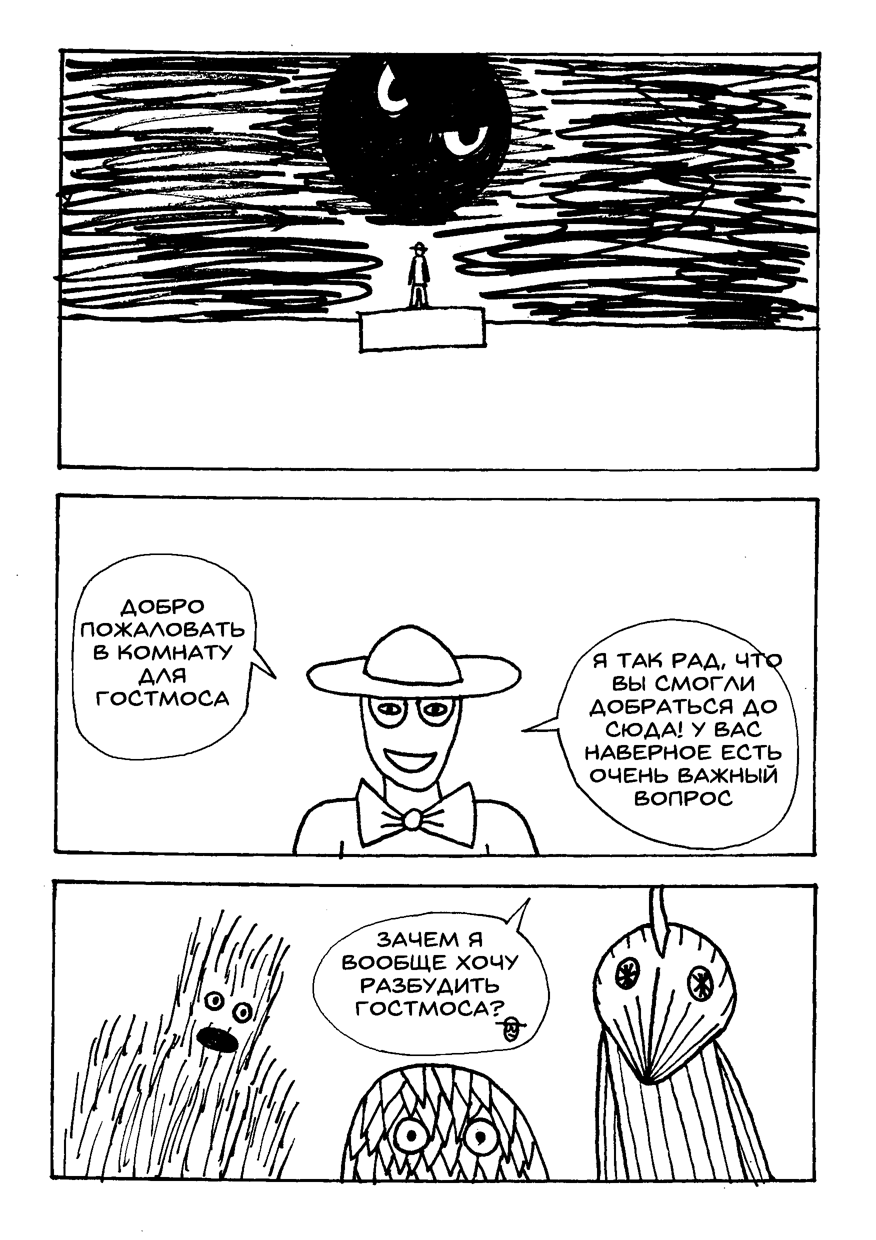 ДОБРО
ПОЖАЛОВАТЬ
В КОМНАТУ
ДЛЯ
ГОСТМОСА
Я ТАК РАД, ЧТО
ВЫ СМОГЛИ
ДОБРАТЬСЯ ДО
СЮДА! У ВАС
НАВЕРНОЕ ЕСТЬ
ОЧЕНЬ ВАЖНЫЙ
ВОПРОС
ЗАЧЕМ Я
ВООБЩЕ ХОЧУ
РАЗБУДИТЬ
ГОСТМОСА?